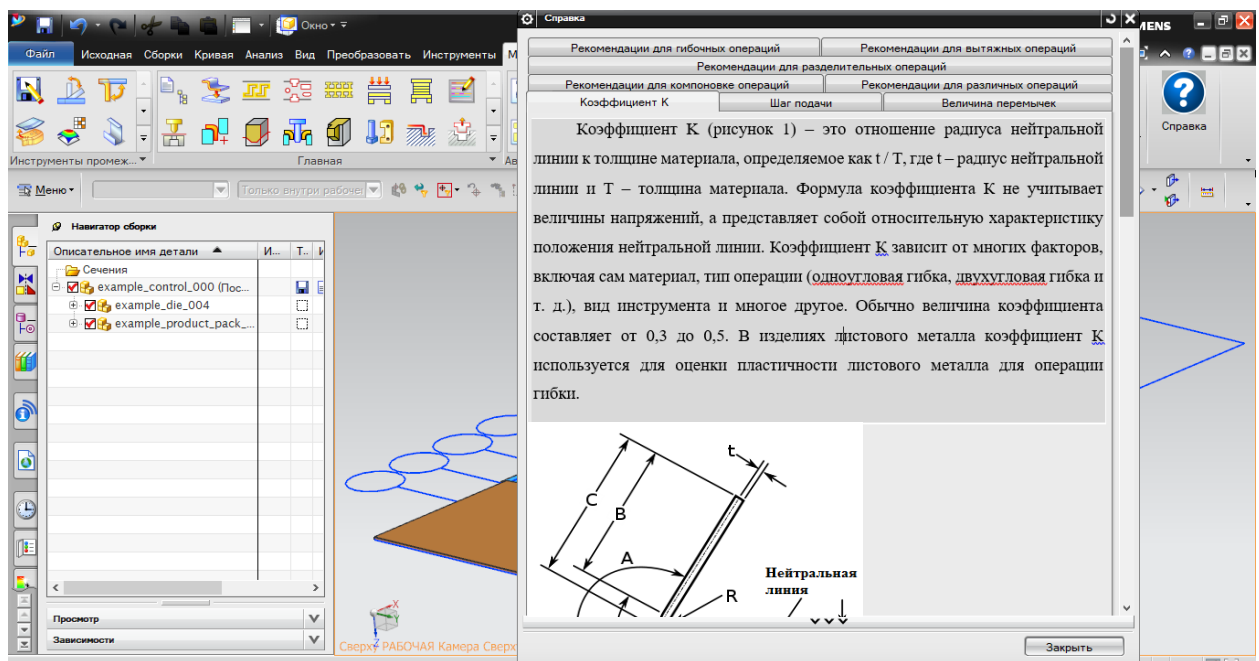 Окно
Справка
Файл
Исходная
Сборки
Кривая
Анализ
Вид
Преобразовать
Инструменты
Инструменты промеж...
Главная
Справка
Меню
Только внутри рабоче
Навигатор сборки
Описательное имя детали
И...
Т..
Сечения
example_control_000 (Пос...
example_die_004
example_product_pack_...
Просмотр
Зависимости
Сверху РАБОЧАЯ Камера Сверх
X
Z
Рекомендации для гибочных операций
Рекомендации для вытяжных операций
Рекомендации для разделительных операций
Рекомендации для компоновке операций
Рекомендации для различных операций
Коэффициент К
Шаг подачи
Величина перемычек
Коэффициент К (рисунок 1) – это отношение радиуса нейтральной
линии к толщине материала, определяемое как t / T, где t – радиус нейтральной
линии и T – толщина материала. Формула коэффициента К не учитывает
величины напряжений, а представляет собой относительную характеристику
положения нейтральной линии. Коэффициент К зависит от многих факторов,
включая сам материал, тип операции (одноугловая гибка, двухугловая гибка и
т. д.), вид инструмента и многое другое. Обычно величина коэффициента
составляет от 0,3 до 0,5. В изделиях листового металла коэффициент К
используется для оценки пластичности листового металла для операции
гибки.
t
C
B
A
R
Нейтральная
линия
Закрыть